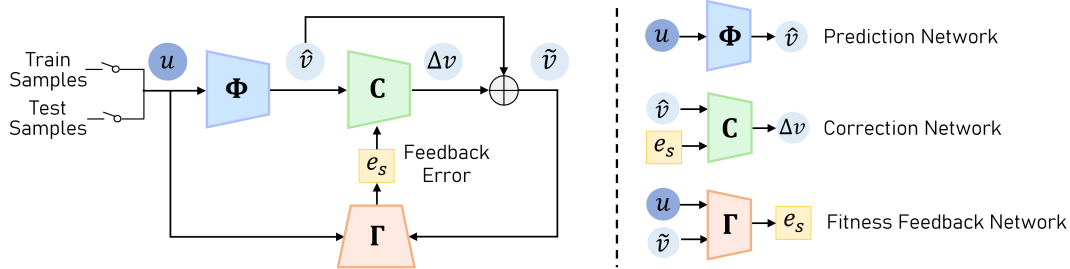 Train
Samples
Test
Samples
u
Φ
v̂
C
Δv
ṽ
e_s
Feedback
Error
Γ
u
Φ
v̂
Prediction Network
v̂
e_s
C
Δv
Correction Network
u
ṽ
Γ
e_s
Fitness Feedback Network